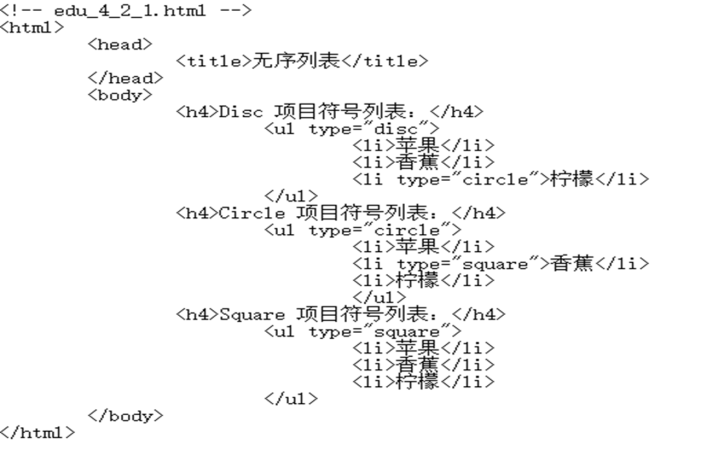 <!-- edu_4_2_1.html -->
<html>
<head>
<title>无序列表</title>
</head>
<body>
<h4>Disc 项目符号列表：</h4>
<ul type="disc">
<li>苹果</li>
<li>香蕉</li>
<li type="circle">柠檬</li>
</ul>
<h4>Circle 项目符号列表：</h4>
<ul type="circle">
<li>苹果</li>
<li type="square">香蕉</li>
<li>柠檬</li>
</ul>
<h4>Square 项目符号列表：</h4>
<ul type="square">
<li>苹果</li>
<li>香蕉</li>
<li>柠檬</li>
</ul>
</body>
</html>